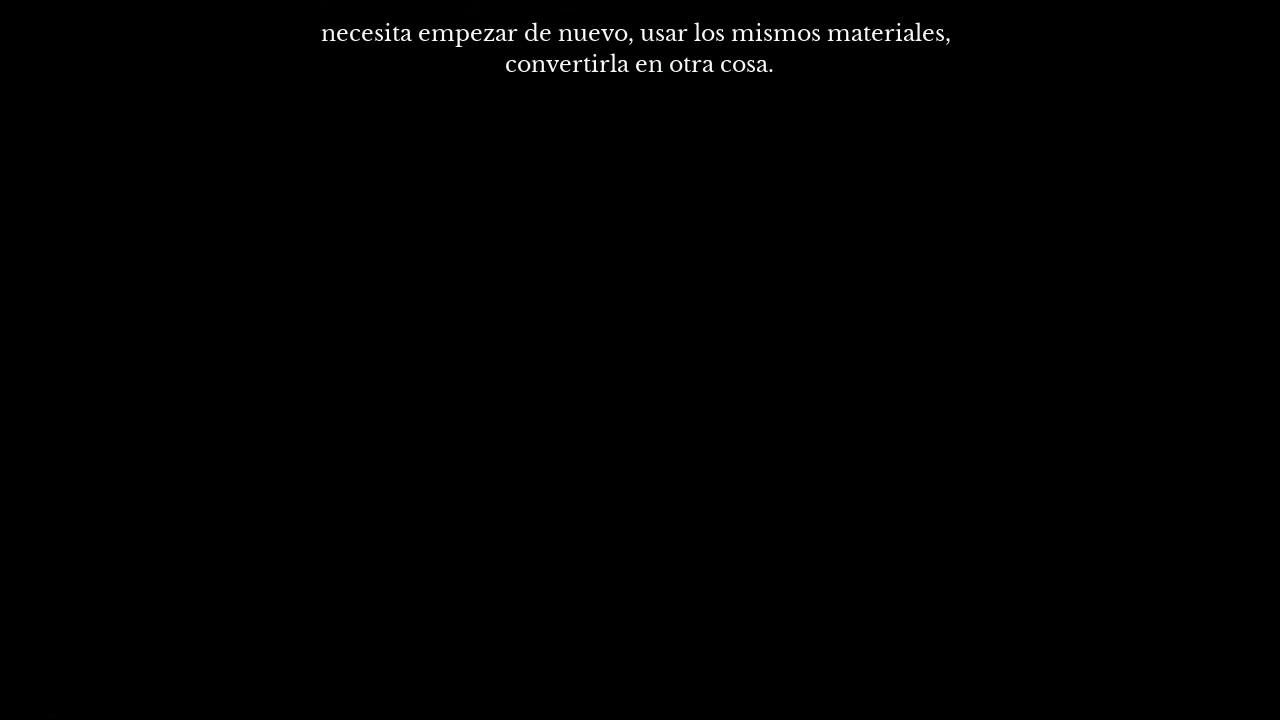 necesita empezar de nuevo, usar los mismos materiales,
convertirla en otra cosa.